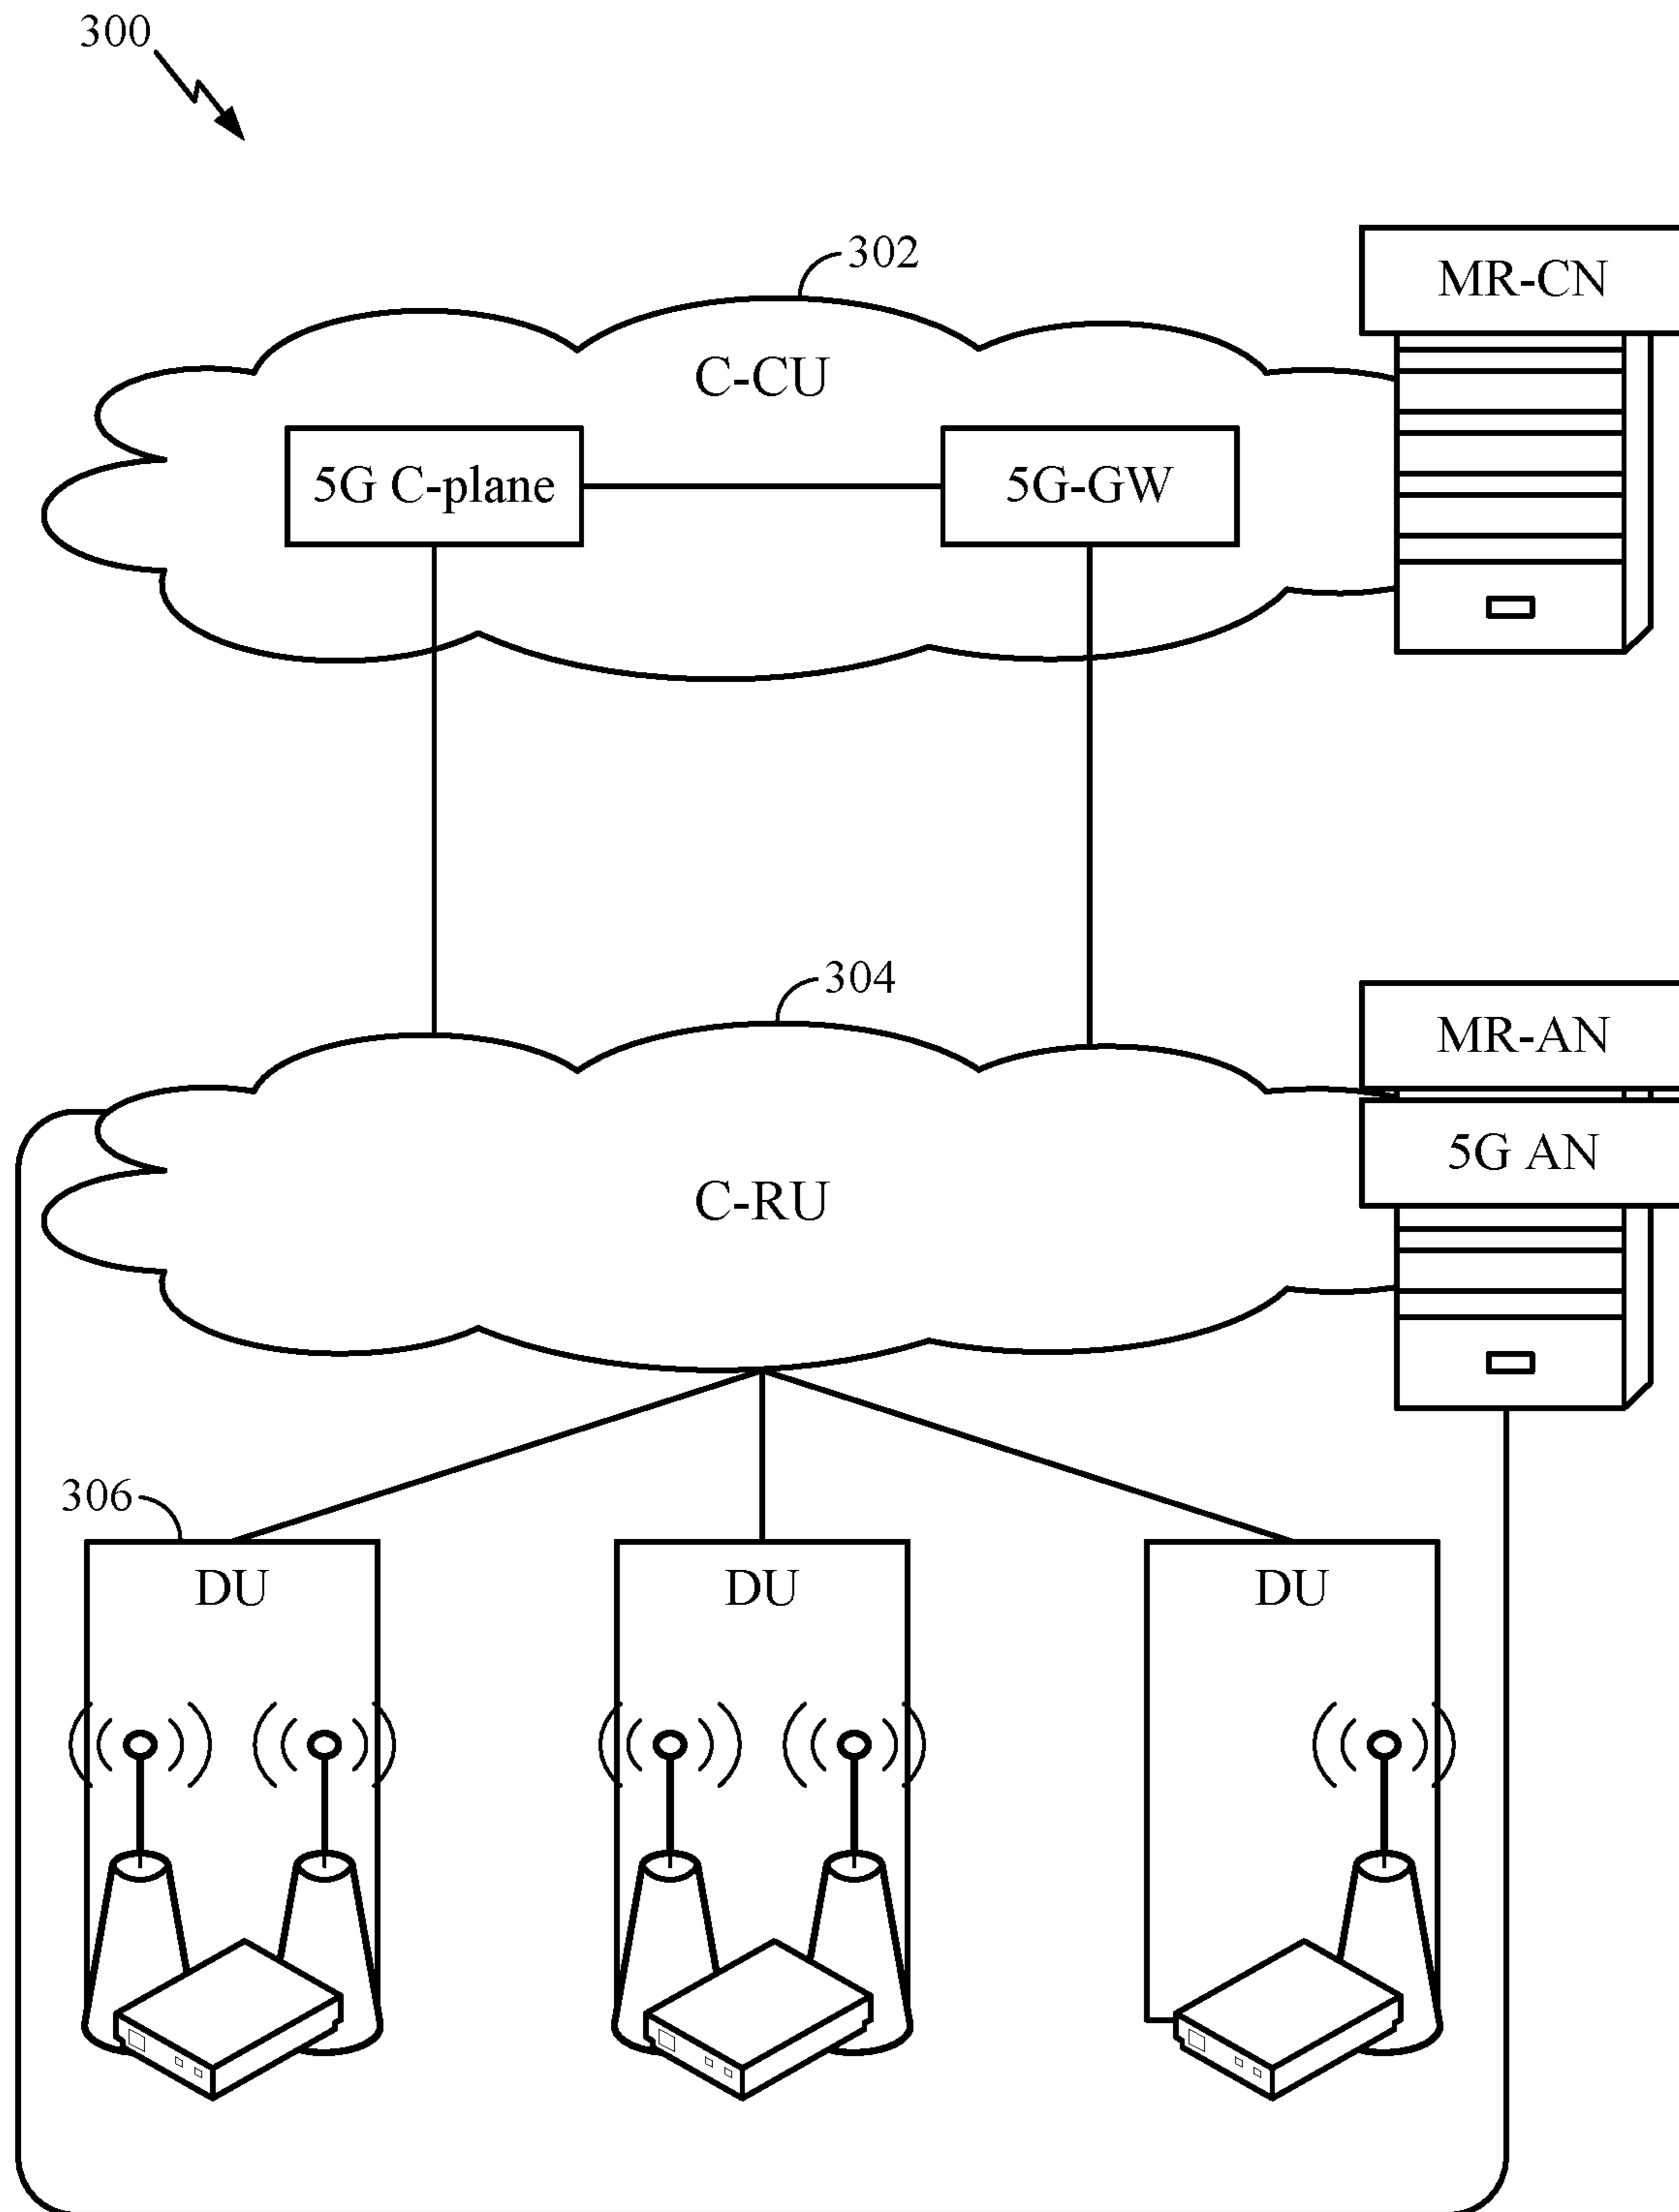 300
302
MR-CN
C-CU
5G C-plane
5G-GW
304
MR-AN
5G AN
C-RU
306
DU
DU
DU